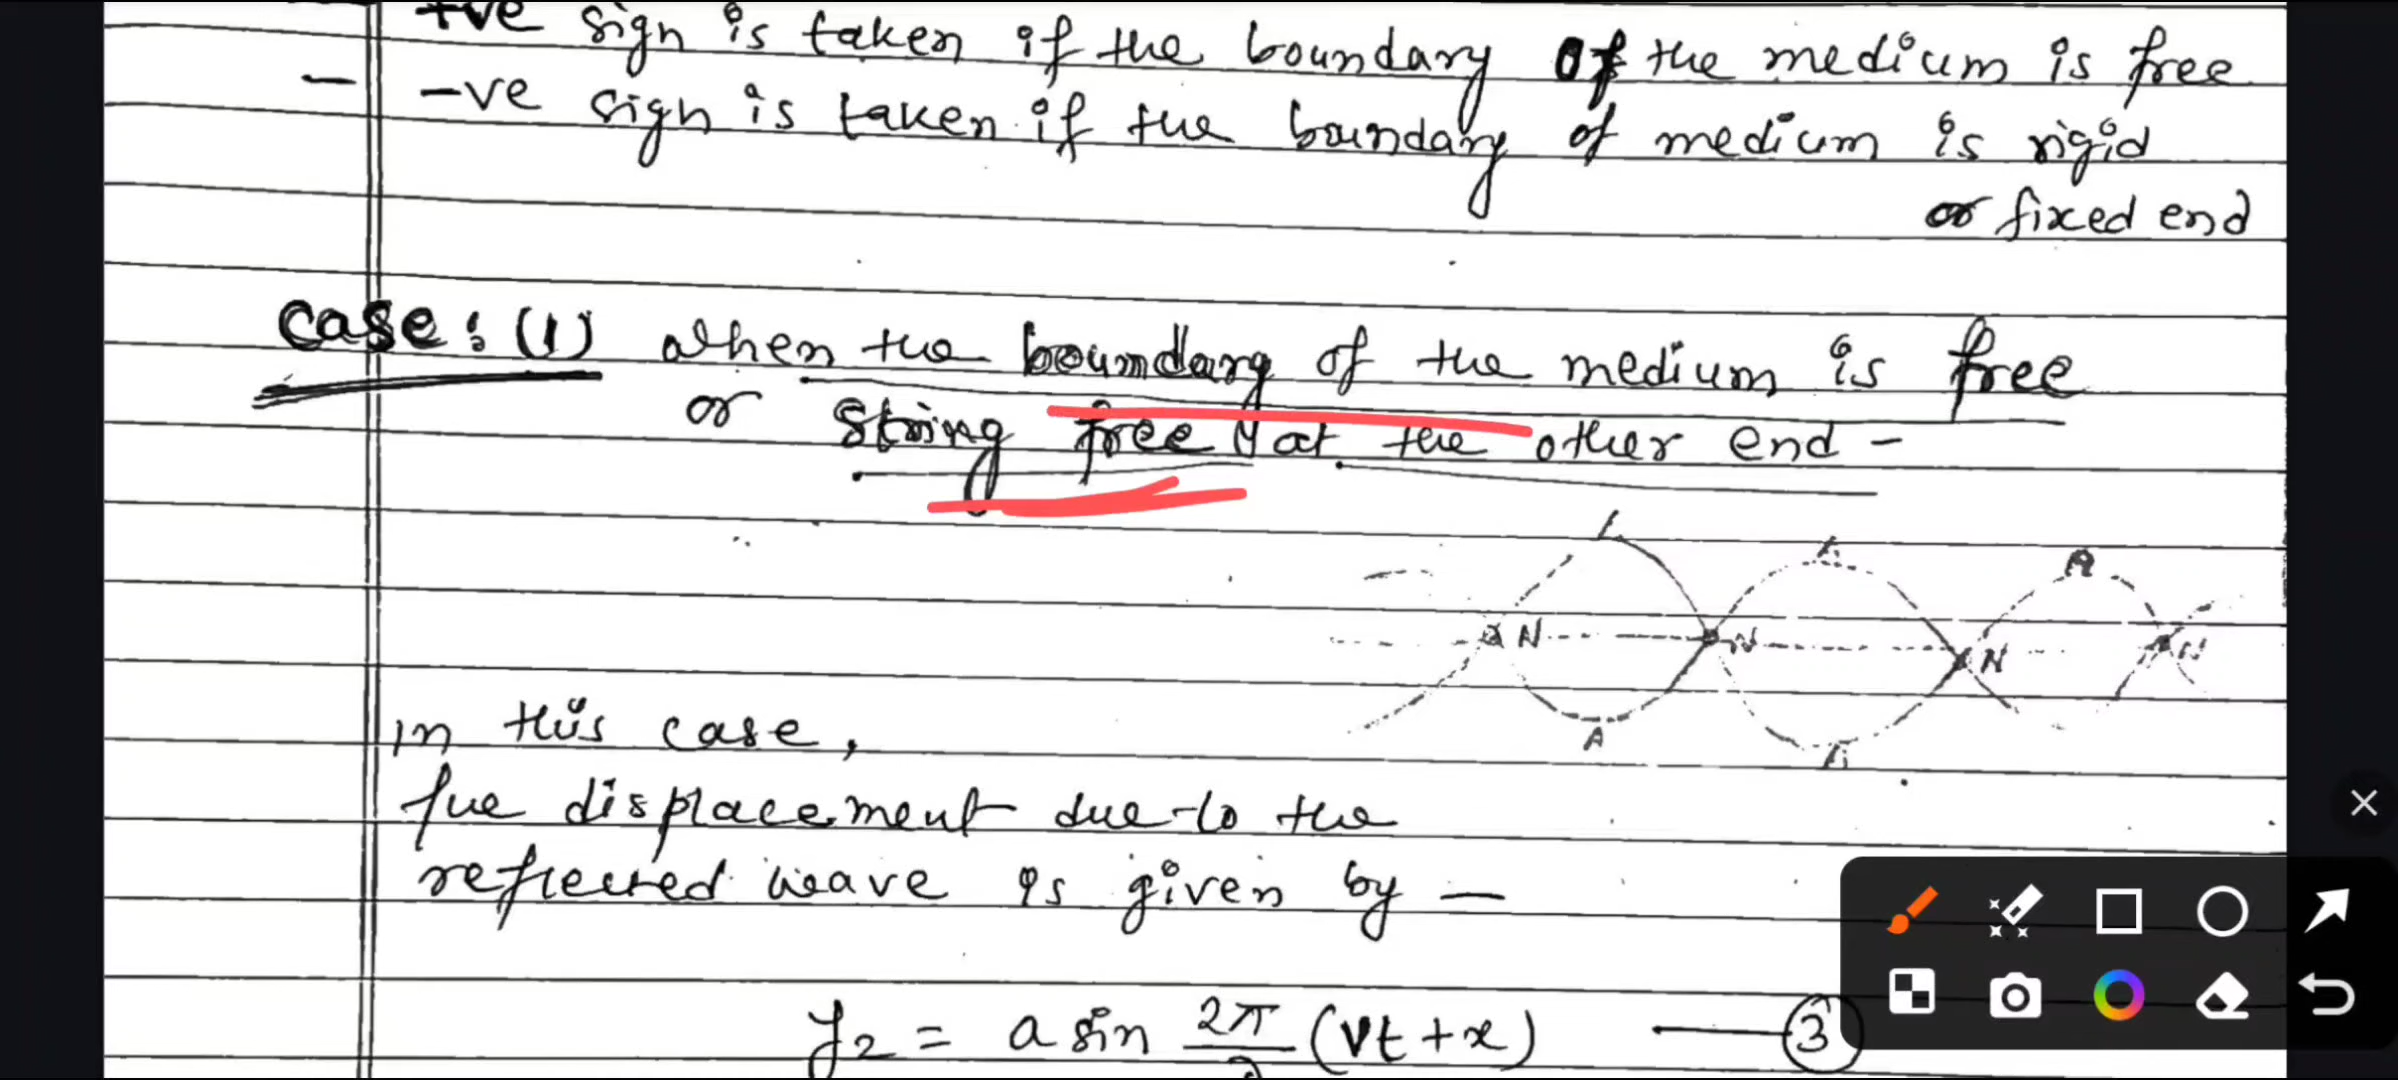 +ve sign is taken if the boundary of the medium is free
— -ve sign is taken if the boundary of medium is rigid
or fixed end
Case: (1) When the boundary of the medium is free
or string free at the other end -
A
A
N N N N
A
In this case,
The displacement due to the
reflected wave is given by —
y₂ = a sin 2π/λ (vt + x) — ③